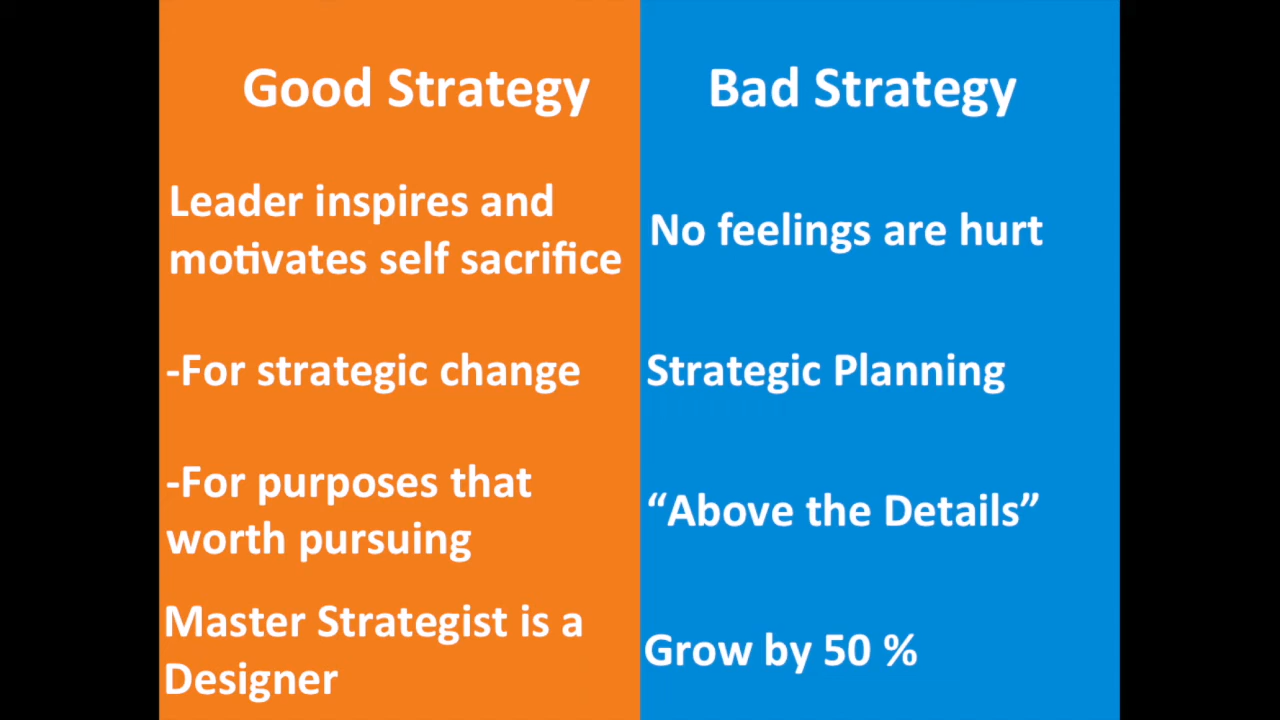 Good Strategy
Leader inspires and
motivates self sacrifice
-For strategic change
-For purposes that
worth pursuing
Master Strategist is a
Designer
Bad Strategy
No feelings are hurt
Strategic Planning
“Above the Details”
Grow by 50 %